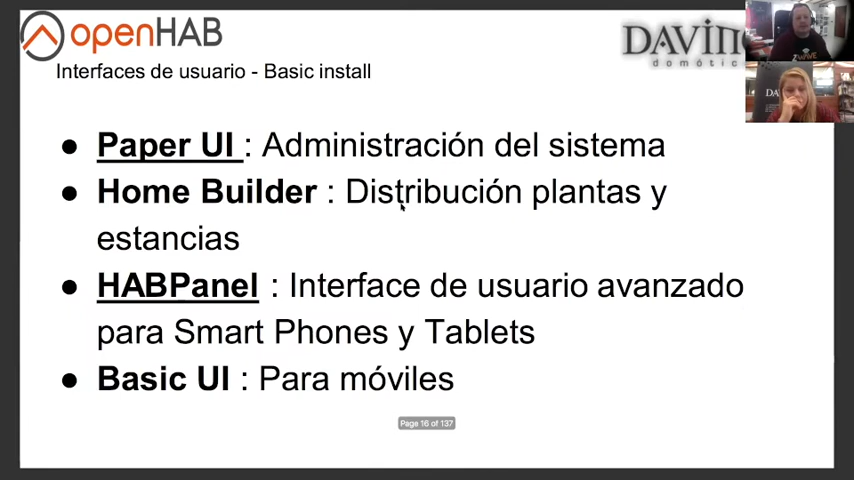 openHAB
DAVINC
domótic
Interfaces de usuario - Basic install
● Paper UI : Administración del sistema
● Home Builder : Distribución plantas y
estancias
● HABPanel : Interface de usuario avanzado
para Smart Phones y Tablets
● Basic UI : Para móviles
Page 16 of 137
DA